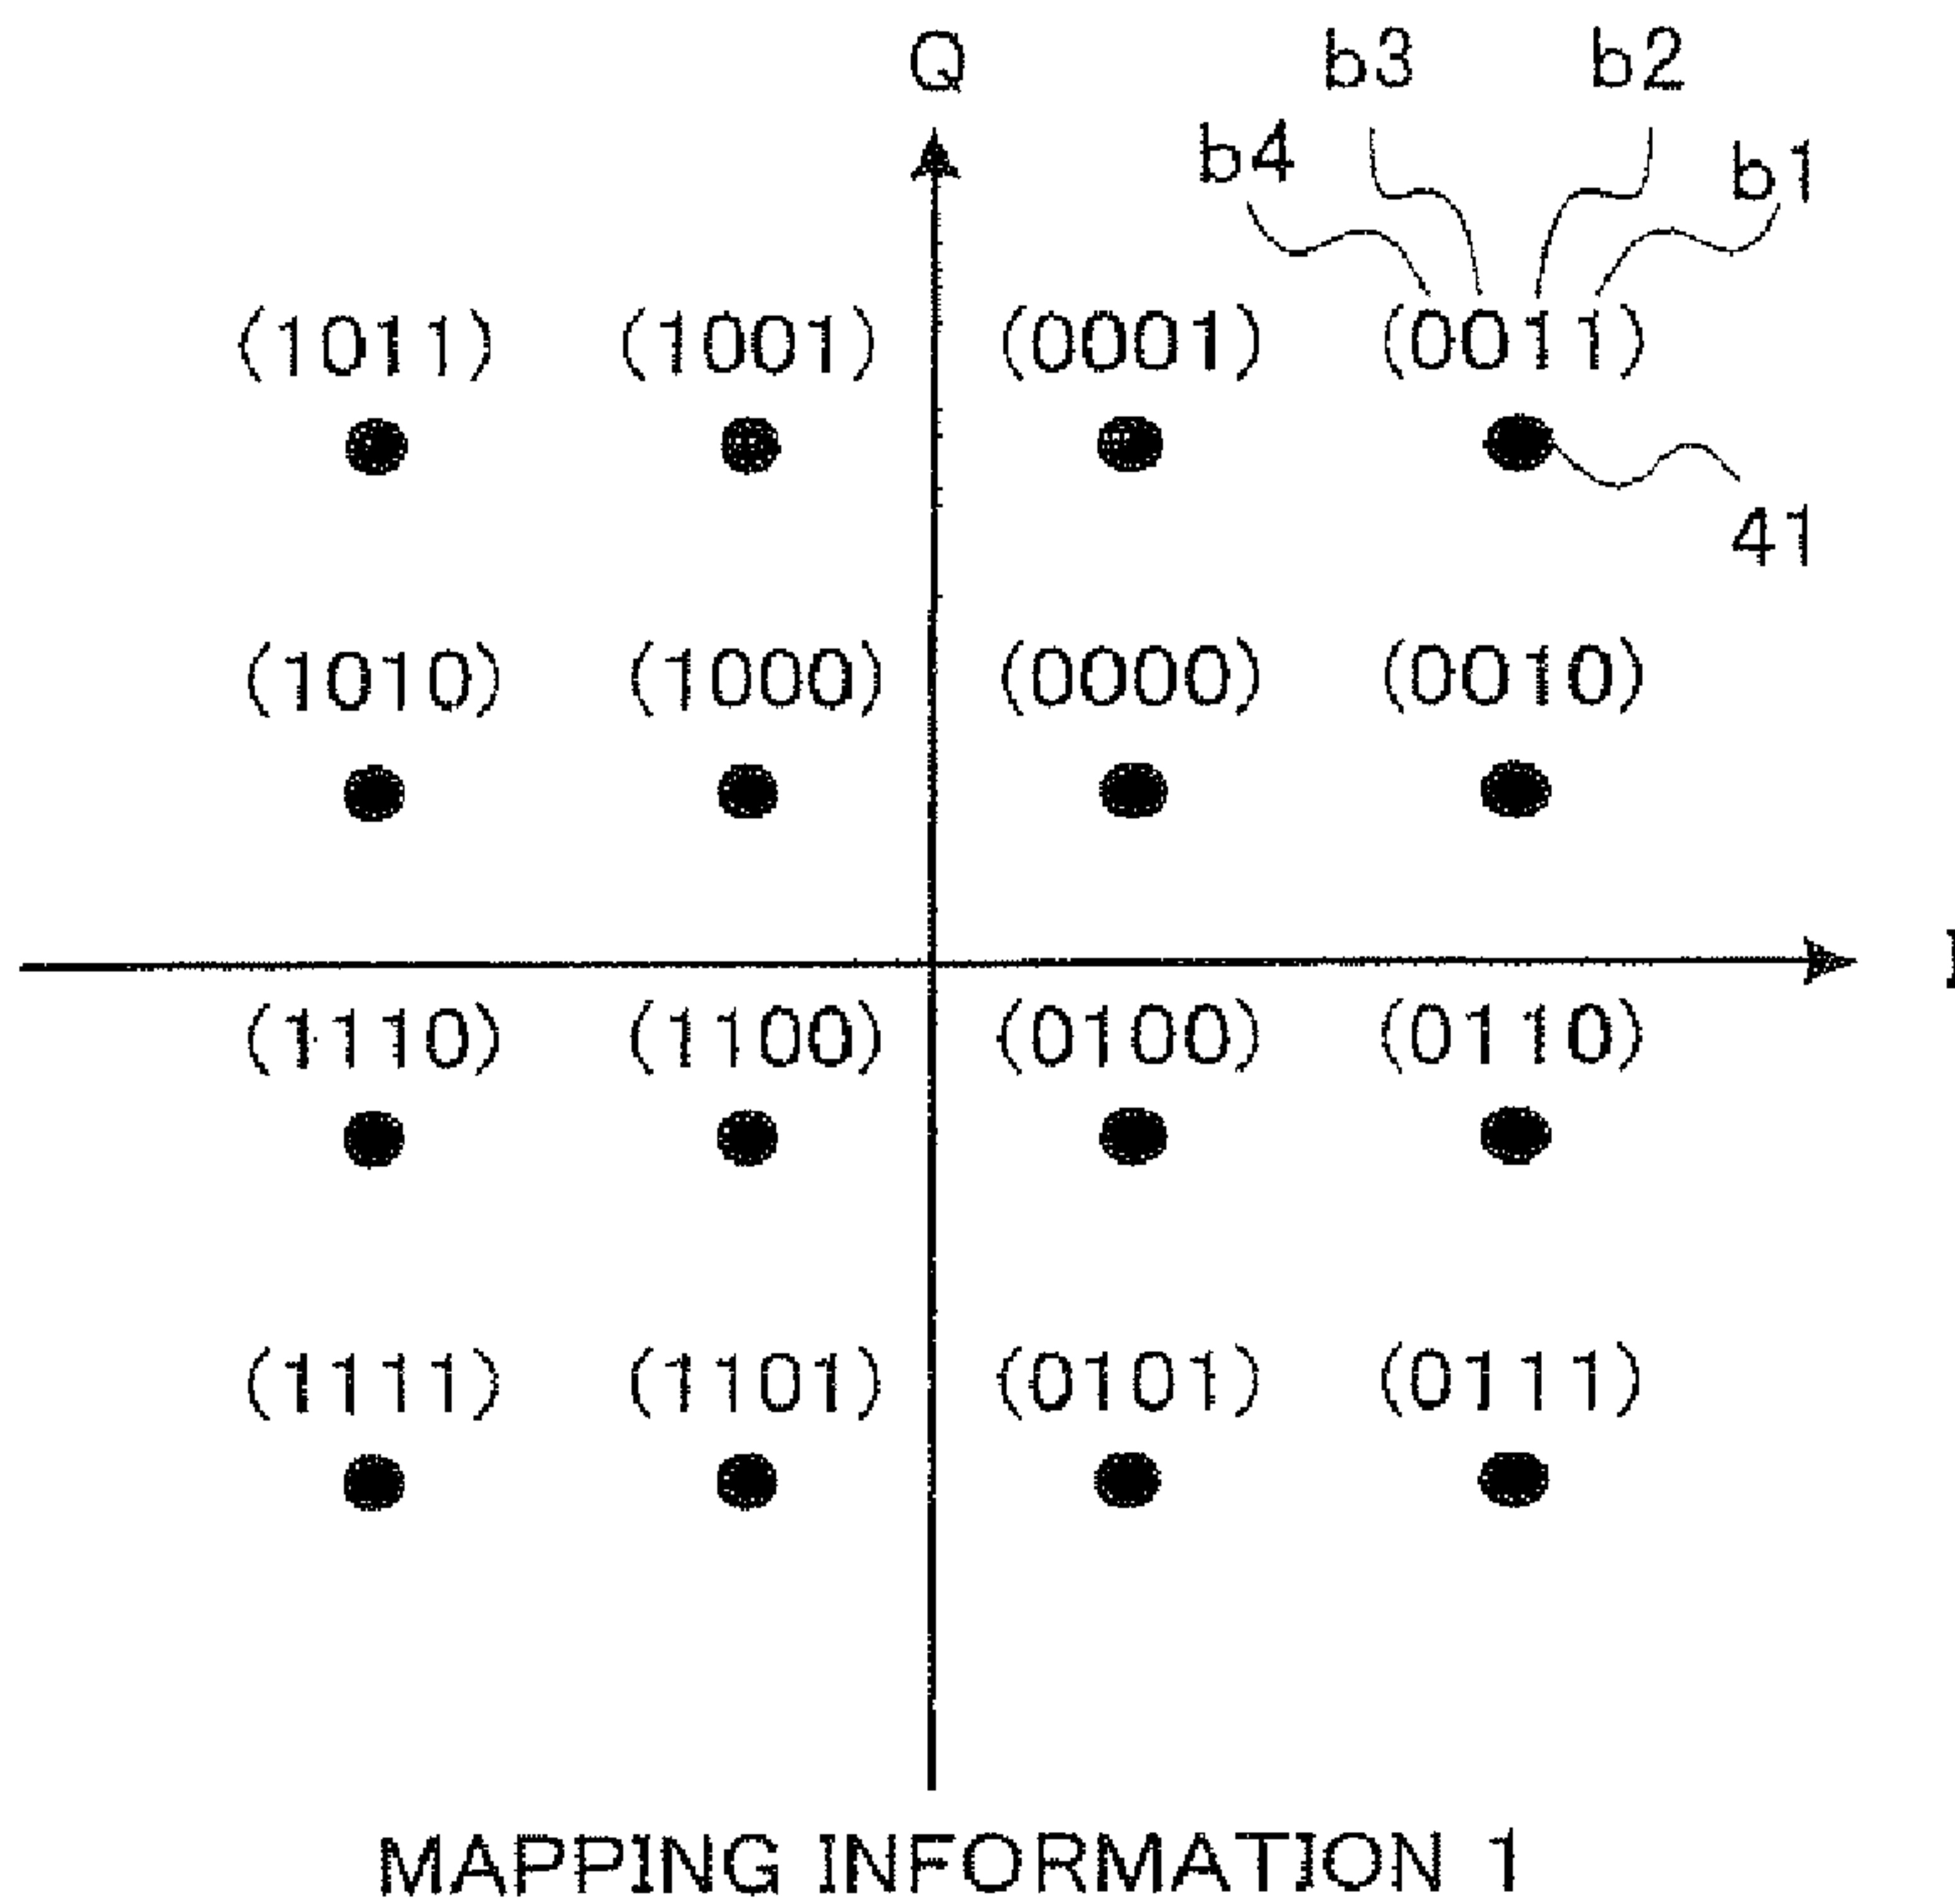 Q
b3 b2
b4 b1
(1011) (1001) (0001) (0011)
41
(1010) (1000) (0000) (0010)
I
(1110) (1100) (0100) (0110)
(1111) (1101) (0101) (0111)
MAPPING INFORMATION 1